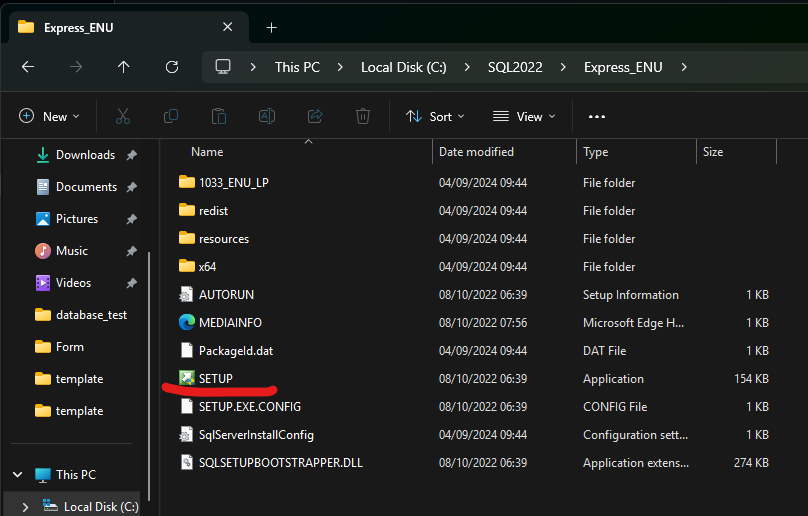 Express_ENU
This PC Local Disk (C:) SQL2022 Express_ENU
New Sort View
Downloads
Documents
Pictures
Music
Videos
database_test
Form
template
template
This PC
Local Disk (C:)
Name Date modified Type Size
1033_ENU_LP 04/09/2024 09:44 File folder
redist 04/09/2024 09:44 File folder
resources 04/09/2024 09:44 File folder
x64 04/09/2024 09:44 File folder
AUTORUN 08/10/2022 06:39 Setup Information 1 KB
MEDIAINFO 08/10/2022 07:56 Microsoft Edge H... 1 KB
PackageId.dat 04/09/2024 09:44 DAT File 1 KB
SETUP 08/10/2022 06:39 Application 154 KB
SETUP.EXE.CONFIG 08/10/2022 06:39 CONFIG File 1 KB
SqlServerInstallConfig 04/09/2024 09:44 Configuration sett... 1 KB
SQLSETUPBOOTSTRAPPER.DLL 08/10/2022 06:39 Application extens... 274 KB